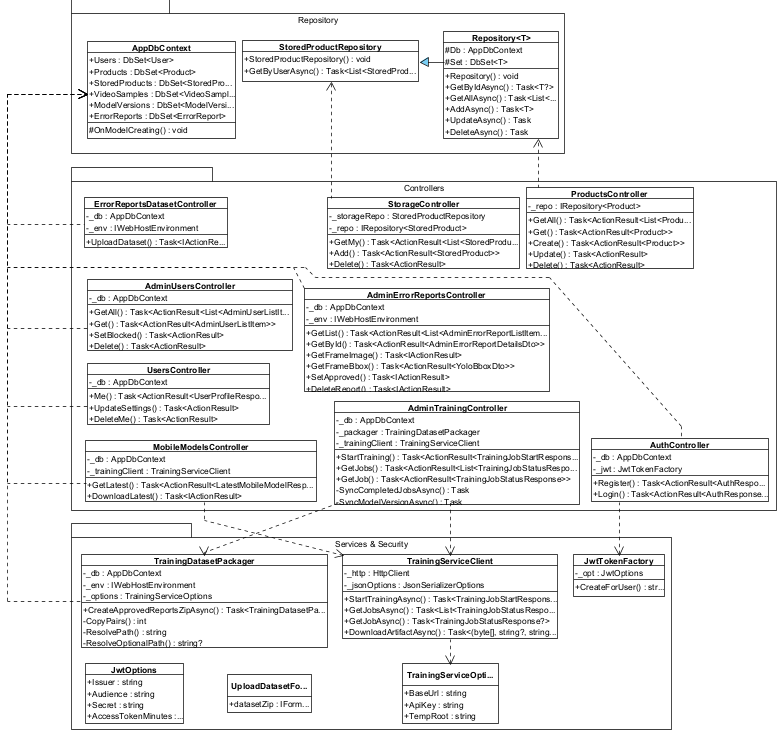 Repository
AppDbContext
+Users : DbSet<User>
+Products : DbSet<Product>
+StoredProducts : DbSet<StoredPro...
+VideoSamples : DbSet<VideoSampl...
+ModelVersions : DbSet<ModelVersi...
+ErrorReports : DbSet<ErrorReport>
#OnModelCreating() : void
StoredProductRepository
+StoredProductRepository() : void
+GetByUserAsync() : Task<List<StoredProd...
Repository<T>
#Db : AppDbContext
#Set : DbSet<T>
+Repository() : void
+GetByIdAsync() : Task<T?>
+GetAllAsync() : Task<List<...
+AddAsync() : Task<T>
+UpdateAsync() : Task
+DeleteAsync() : Task
Controllers
ErrorReportsDatasetController
-_db : AppDbContext
-_env : IWebHostEnvironment
+UploadDataset() : Task<IActionRe...
StorageController
-_storageRepo : StoredProductRepository
-_repo : IRepository<StoredProduct>
+GetMy() : Task<ActionResult<List<StoredProdu...
+Add() : Task<ActionResult<StoredProduct>>
+Delete() : Task<ActionResult>
ProductsController
-_repo : IRepository<Product>
+GetAll() : Task<ActionResult<List<Produ...
+Get() : Task<ActionResult<Product>>
+Create() : Task<ActionResult<Product>>
+Update() : Task<ActionResult>
+Delete() : Task<ActionResult>
AdminUsersController
-_db : AppDbContext
+GetAll() : Task<ActionResult<List<AdminUserListIt...
+Get() : Task<ActionResult<AdminUserListItem>>
+SetBlocked() : Task<ActionResult>
+Delete() : Task<ActionResult>
AdminErrorReportsController
-_db : AppDbContext
-_env : IWebHostEnvironment
+GetList() : Task<ActionResult<List<AdminErrorReportListItem...
+GetById() : Task<ActionResult<AdminErrorReportDetailsDto>>
+GetFrameImage() : Task<IActionResult>
+GetFrameBbox() : Task<ActionResult<YoloBboxDto>>
+SetApproved() : Task<IActionResult>
+DeleteReport() : Task<IActionResult>
UsersController
-_db : AppDbContext
+Me() : Task<ActionResult<UserProfileRespo...
+UpdateSettings() : Task<ActionResult>
+DeleteMe() : Task<ActionResult>
AdminTrainingController
-_db : AppDbContext
-_packager : TrainingDatasetPackager
-_trainingClient : TrainingServiceClient
+StartTraining() : Task<ActionResult<TrainingJobStartRespons...
+GetJobs() : Task<ActionResult<List<TrainingJobStatusRespo...
+GetJob() : Task<ActionResult<TrainingJobStatusResponse>>
-SyncCompletedJobsAsync() : Task
-SyncModelVersionAsync() : Task
MobileModelsController
-_db : AppDbContext
-_trainingClient : TrainingServiceClient
+GetLatest() : Task<ActionResult<LatestMobileModelResp...
+DownloadLatest() : Task<IActionResult>
AuthController
-_db : AppDbContext
-_jwt : JwtTokenFactory
+Register() : Task<ActionResult<AuthRespo...
+Login() : Task<ActionResult<AuthResponse...
Services & Security
TrainingDatasetPackager
-_db : AppDbContext
-_env : IWebHostEnvironment
-_options : TrainingServiceOptions
+CreateApprovedReportsZipAsync() : Task<TrainingDatasetPa...
-CopyPairs() : int
-ResolvePath() : string
-ResolveOptionalPath() : string?
TrainingServiceClient
-_http : HttpClient
-_jsonOptions : JsonSerializerOptions
+StartTrainingAsync() : Task<TrainingJobStartRespons...
+GetJobsAsync() : Task<List<TrainingJobStatusRespo...
+GetJobAsync() : Task<TrainingJobStatusResponse?>
+DownloadArtifactAsync() : Task<(byte[], string?, string...
JwtTokenFactory
-_opt : JwtOptions
+CreateForUser() : str...
JwtOptions
+Issuer : string
+Audience : string
+Secret : string
+AccessTokenMinutes :...
UploadDatasetFo...
+datasetZip : IForm...
TrainingServiceOpti...
+BaseUrl : string
+ApiKey : string
+TempRoot : string